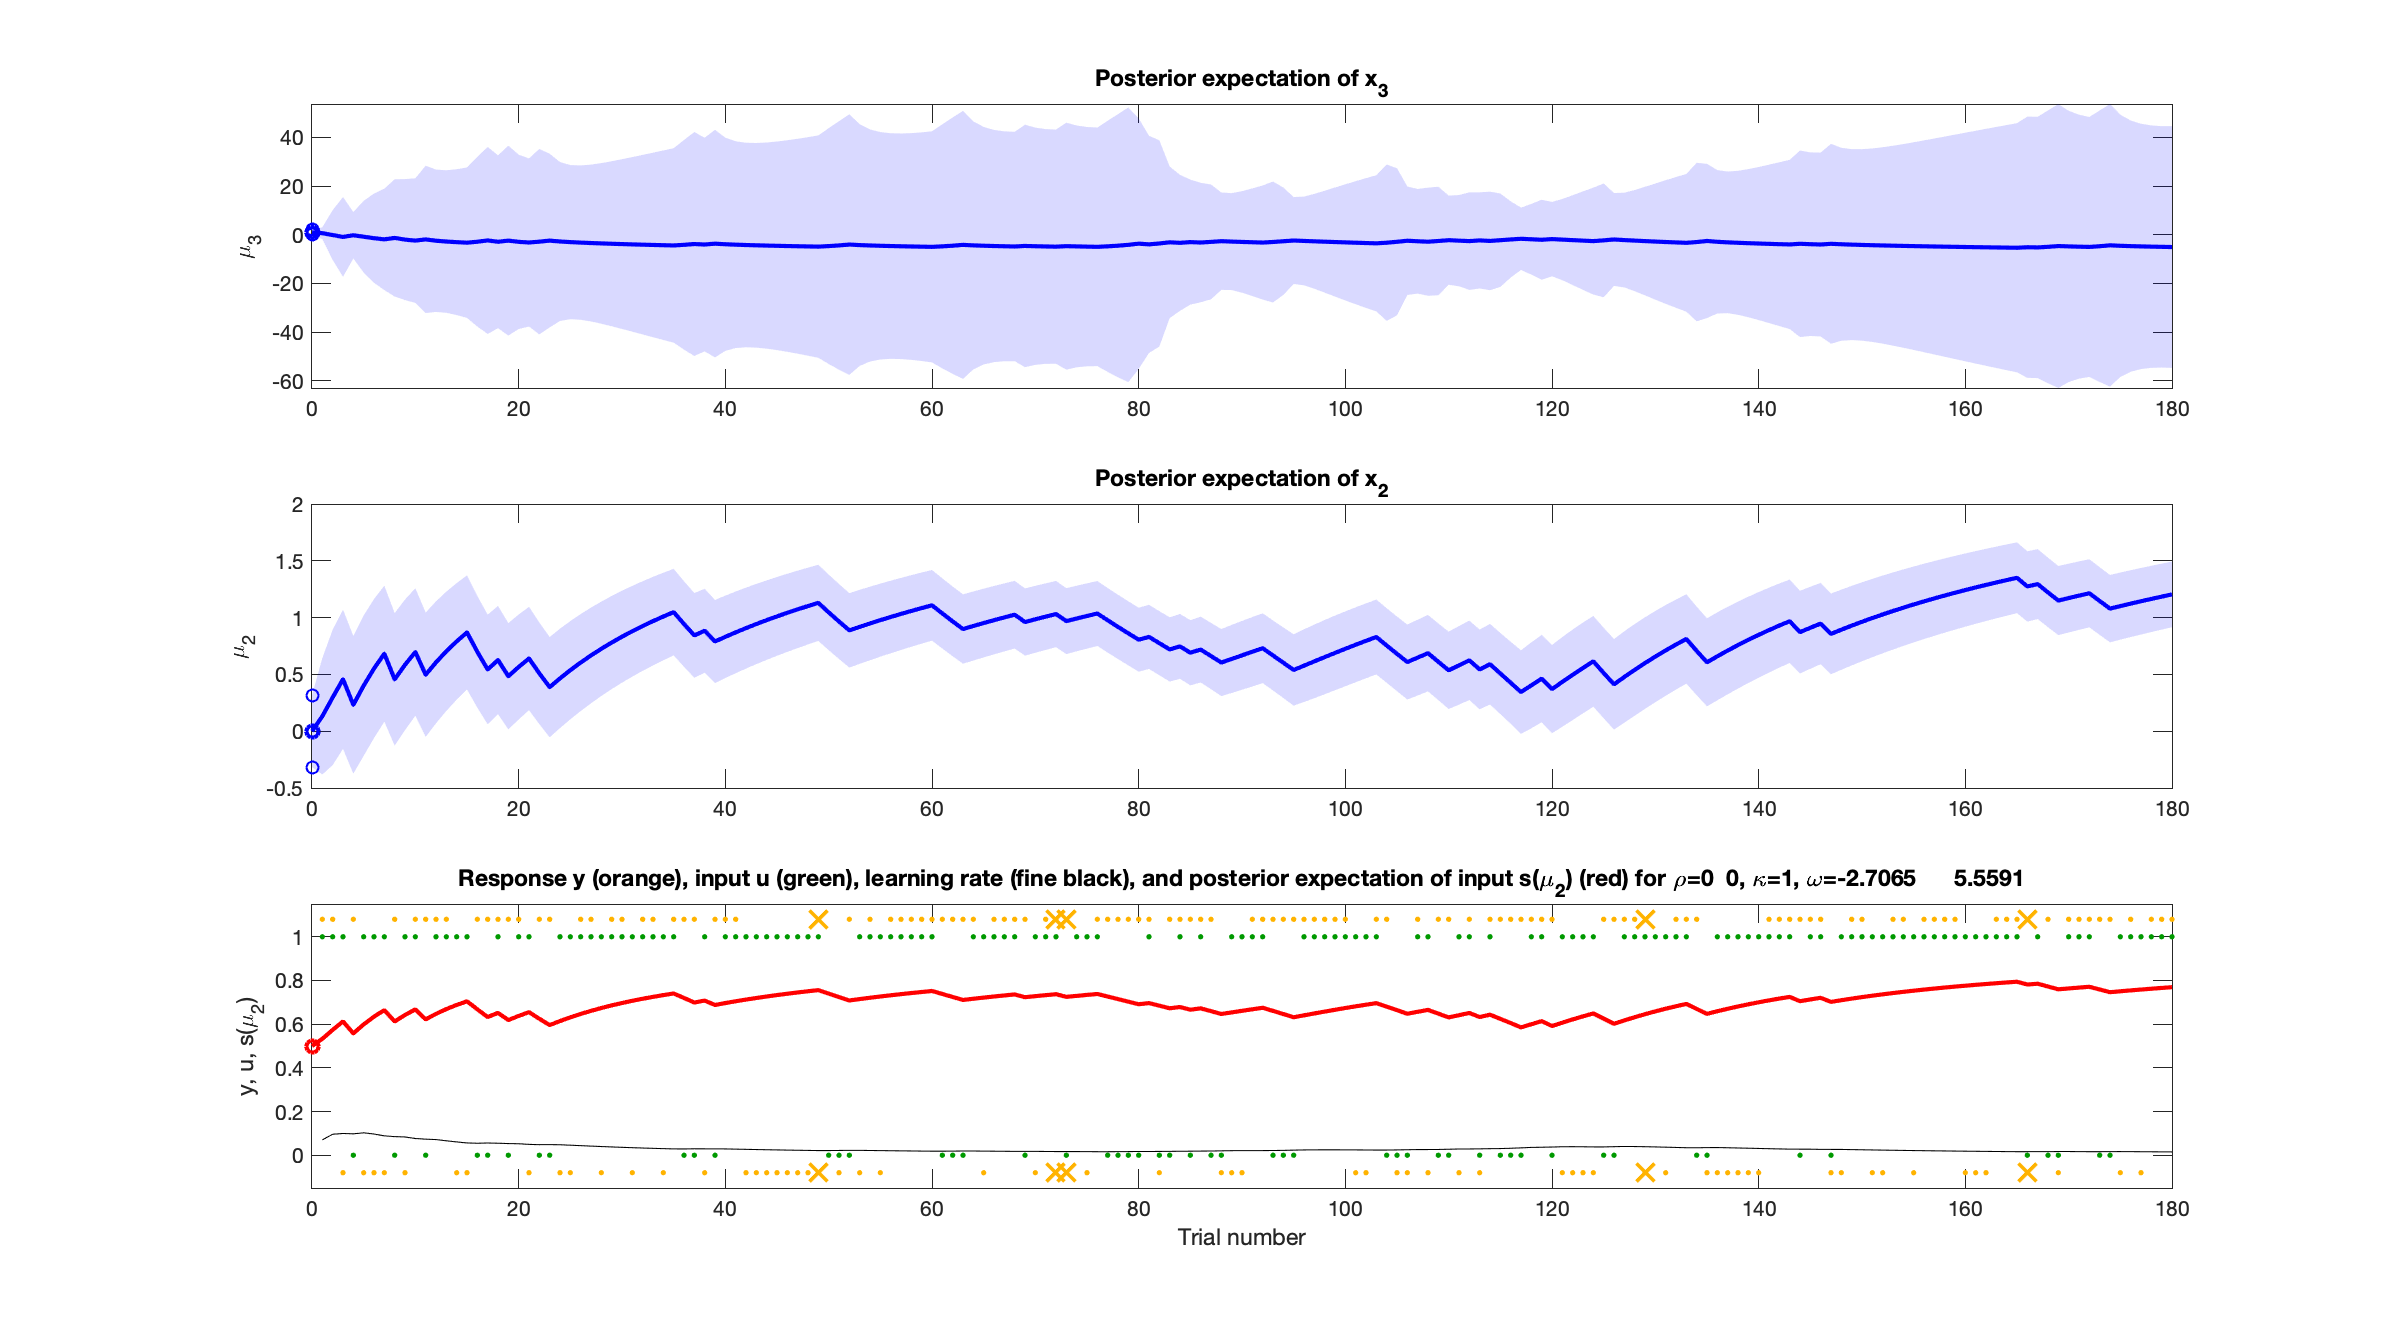 Posterior expectation of x3
μ3
40
20
0
-20
-40
-60
0 20 40 60 80 100 120 140 160 180
Posterior expectation of x2
μ2
2
1.5
1
0.5
0
-0.5
0 20 40 60 80 100 120 140 160 180
Response y (orange), input u (green), learning rate (fine black), and posterior expectation of input s(μ2) (red) for ρ=0 0, κ=1, ω=-2.7065 5.5591
y, u, s(μ2)
1
0.8
0.6
0.4
0.2
0
0 20 40 60 80 100 120 140 160 180
Trial number